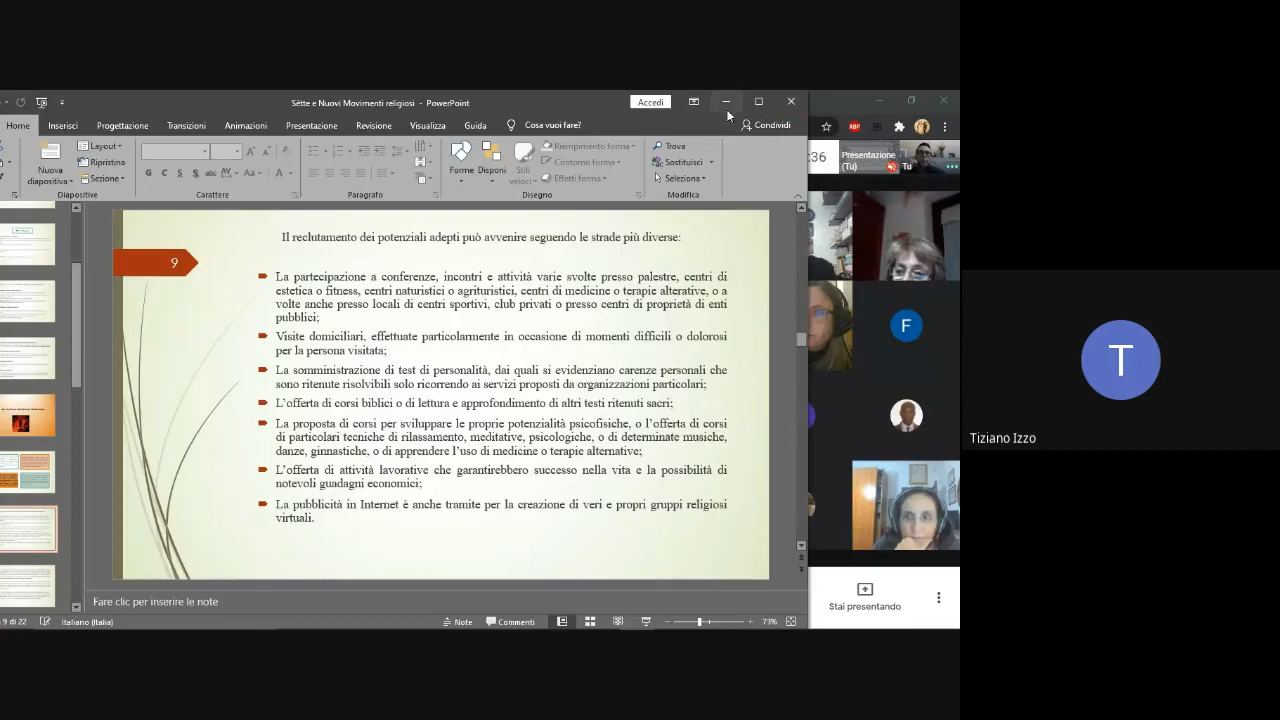 Sètte e Nuovi Movimenti religiosi - PowerPoint
Accedi
Home Inserisci Progettazione Transizioni Animazioni Presentazione Revisione Visualizza Guida Cosa vuoi fare? Condividi
Nuova diapositiva
Layout
Ripristina
Sezione
Diapositive
G C S S abc AV Aa A
Carattere
Paragrafo
Forme Disponi Stili veloci
Riempimento forma
Contorno forma
Effetti forma
Disegno
Trova
Sostituisci
Seleziona
Modifica
:36
Presentazione (Tu)
Tu
ABP
9
Il reclutamento dei potenziali adepti può avvenire seguendo le strade più diverse:
La partecipazione a conferenze, incontri e attività varie svolte presso palestre, centri di
estetica o fitness, centri naturistici o agrituristici, centri di medicine o terapie alternative, o a
volte anche presso locali di centri sportivi, club privati o presso centri di proprietà di enti
pubblici;
Visite domiciliari, effettuate particolarmente in occasione di momenti difficili o dolorosi
per la persona visitata;
La somministrazione di test di personalità, dai quali si evidenziano carenze personali che
sono ritenute risolvibili solo ricorrendo ai servizi proposti da organizzazioni particolari;
L'offerta di corsi biblici o di lettura e approfondimento di altri testi ritenuti sacri;
La proposta di corsi per sviluppare le proprie potenzialità psicofisiche, o l'offerta di corsi
di particolari tecniche di rilassamento, meditative, psicologiche, o di determinate musiche,
danze, ginnastiche, o di apprendere l'uso di medicine o terapie alternative;
L'offerta di attività lavorative che garantirebbero successo nella vita e la possibilità di
notevoli guadagni economici;
La pubblicità in Internet è anche tramite per la creazione di veri e propri gruppi religiosi
virtuali.
F
T
Tiziano Izzo
Stai presentando
Fare clic per inserire le note
9 di 22 Italiano (Italia) Note Commenti 73%